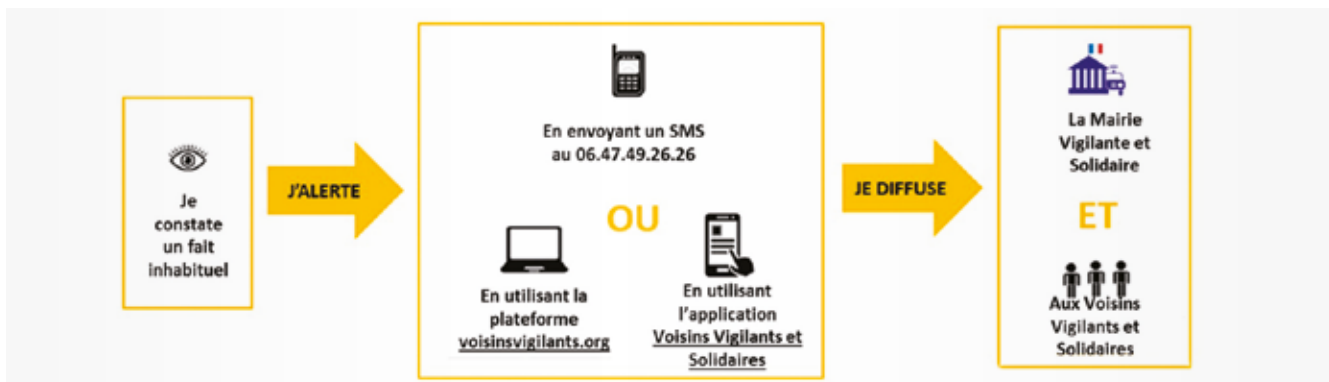 Je
constate
un fait
inhabituel
J'ALERTE
En envoyant un SMS
au 06.47.49.26.26
OU
En utilisant la
plateforme
voisinsvigilants.org
En utilisant
l'application
Voisins Vigilants et
Solidaires
JE DIFFUSE
La Mairie
Vigilante et
Solidaire
ET
Aux Voisins
Vigilants et
Solidaires